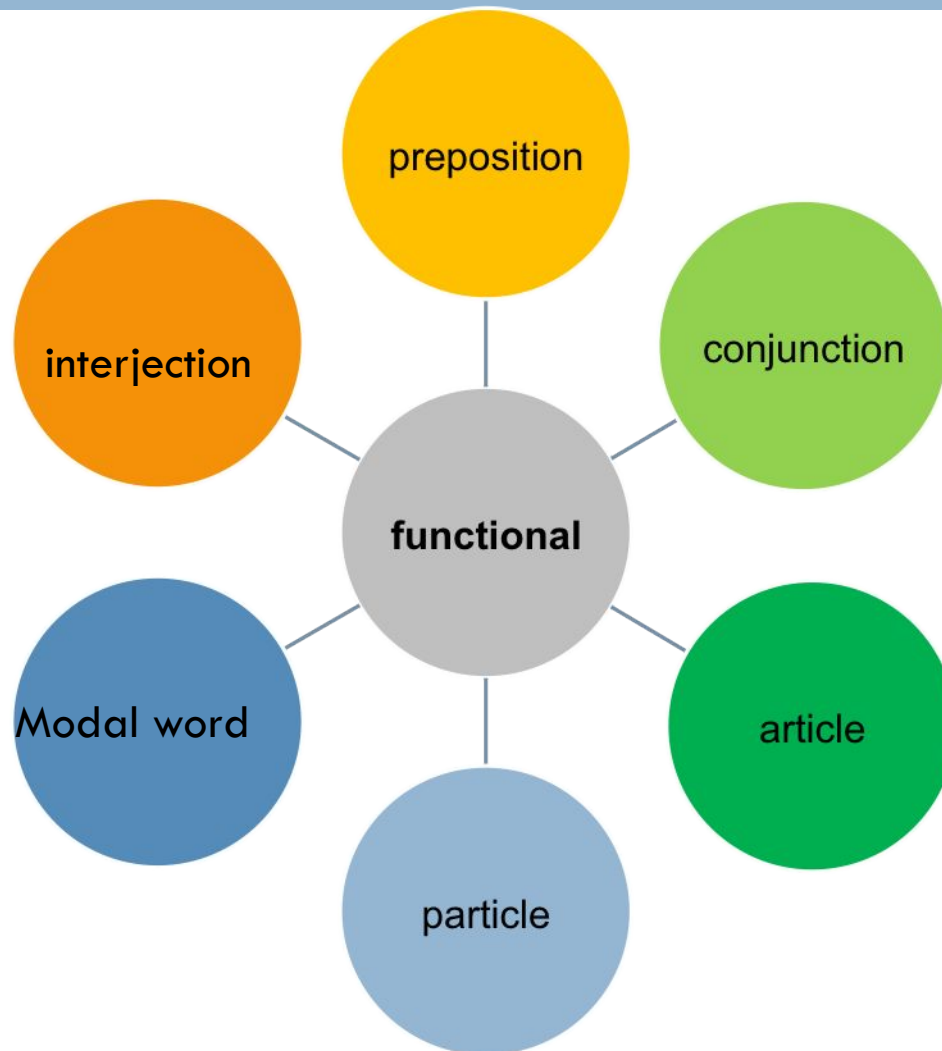 preposition
interjection
conjunction
functional
Modal word
article
particle